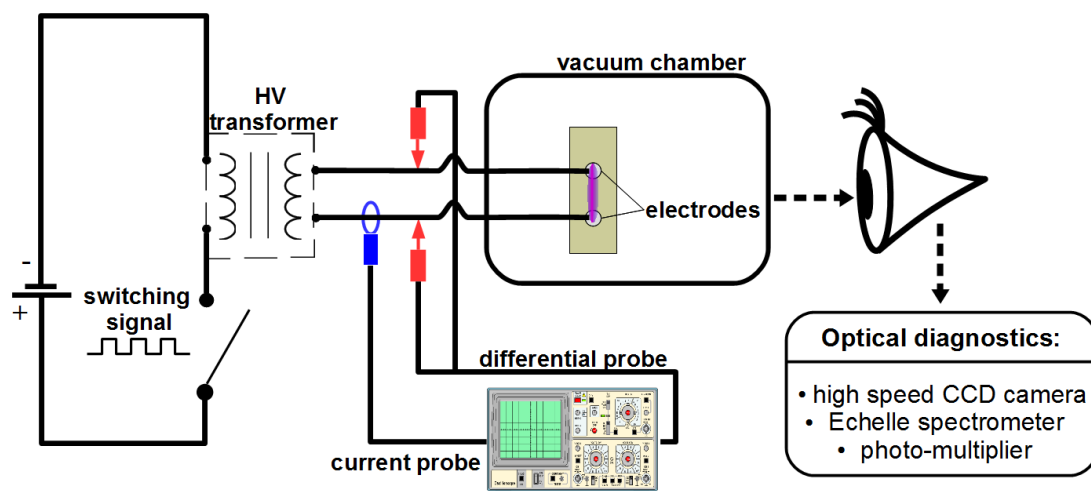 vacuum chamber
HV
transformer
electrodes
-
+
switching
signal
differential probe
current probe
Optical diagnostics:
• high speed CCD camera
• Echelle spectrometer
• photo-multiplier